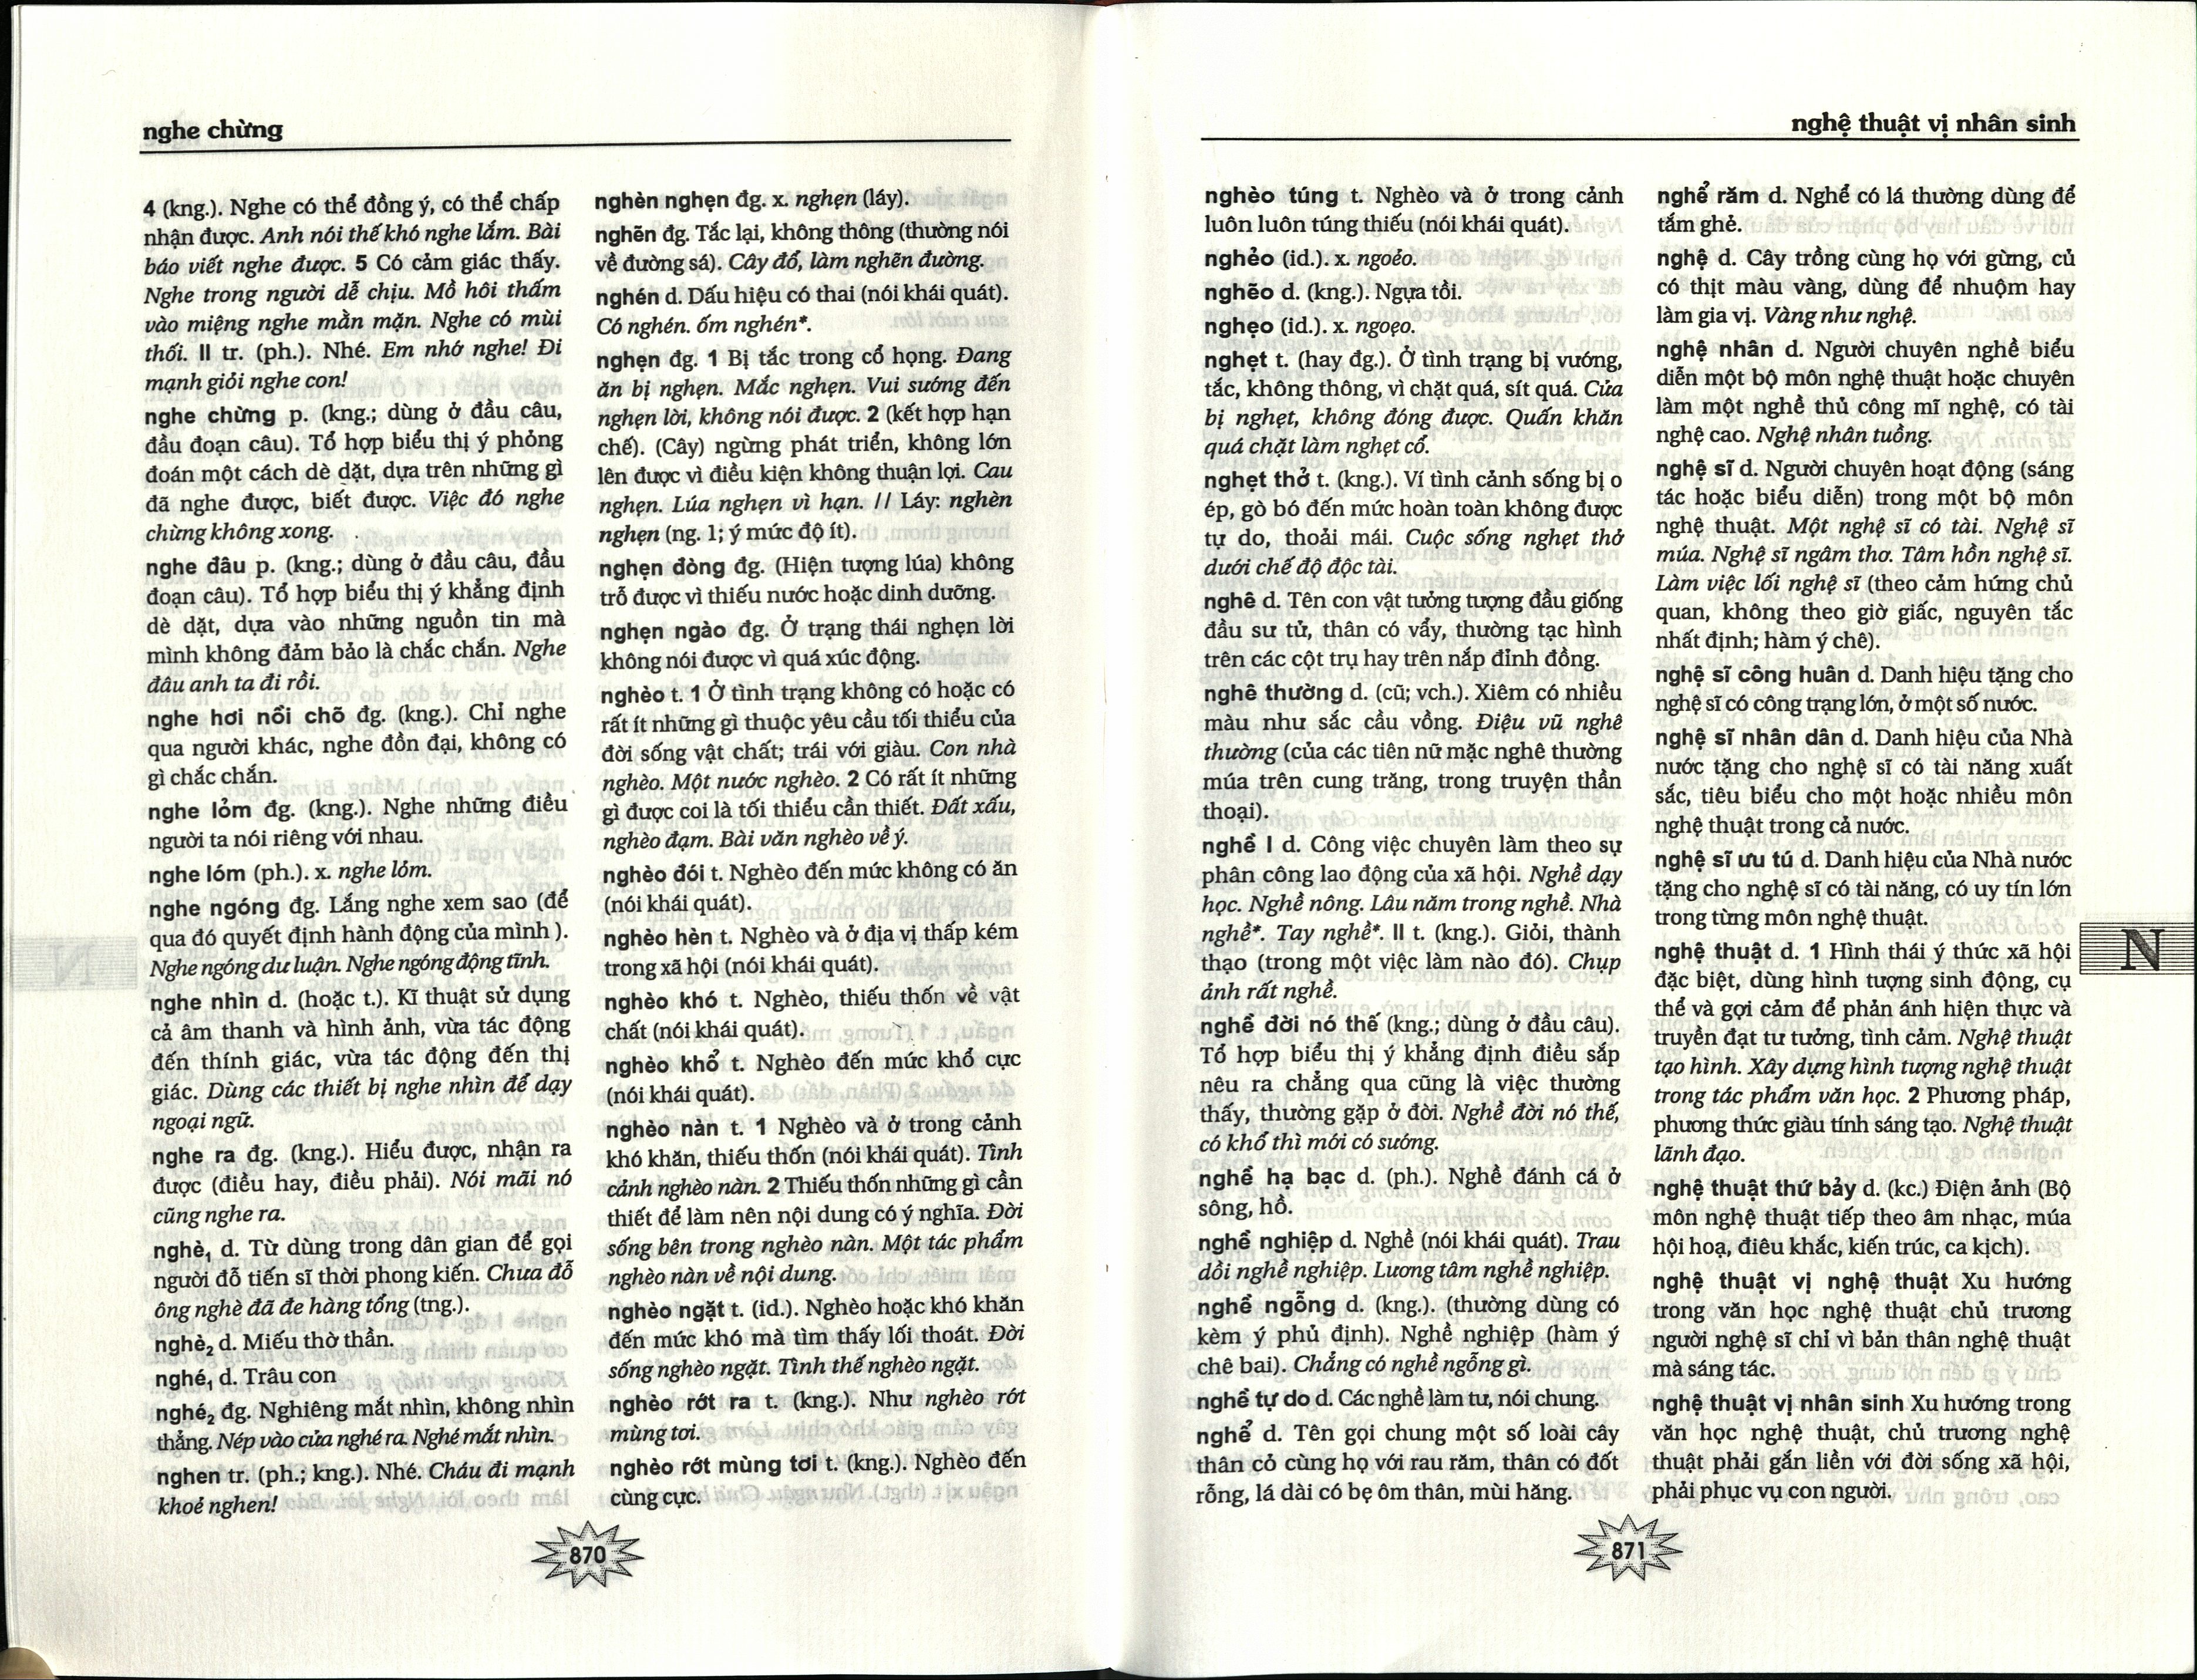 nghe chừng
4 (kng.). Nghe có thể đồng ý, có thể chấp
nhận được. Anh nói thế khó nghe lắm. Bài
báo viết nghe được. 5 Có cảm giác thấy.
Nghe trong người dễ chịu. Mồ hôi thấm
vào miệng nghe mằn mặn. Nghe có mùi
thối. II tr. (ph.). Nhé. Em nhớ nghe! Đi
mạnh giỏi nghe con!
nghe chừng p. (kng.; dùng ở đầu câu,
đầu đoạn câu). Tổ hợp biểu thị ý phỏng
đoán một cách dè dặt, dựa trên những gì
đã nghe được, biết được. Việc đó nghe
chừng không xong.
nghe đâu p. (kng.; dùng ở đầu câu, đầu
đoạn câu). Tổ hợp biểu thị ý khẳng định
dè dặt, dựa vào những nguồn tin mà
mình không đảm bảo là chắc chắn. Nghe
đâu anh ta đi rồi.
nghe hơi nồi chõ đg. (kng.). Chỉ nghe
qua người khác, nghe đồn đại, không có
gì chắc chắn.
nghe lỏm đg. (kng.). Nghe những điều
người ta nói riêng với nhau.
nghe lóm (ph.). x. nghe lỏm.
nghe ngóng đg. Lắng nghe xem sao (để
qua đó quyết định hành động của mình ).
Nghe ngóng dư luận. Nghe ngóng động tĩnh.
nghe nhìn d. (hoặc t.). Kĩ thuật sử dụng
cả âm thanh và hình ảnh, vừa tác động
đến thính giác, vừa tác động đến thị
giác. Dùng các thiết bị nghe nhìn để dạy
ngoại ngữ.
nghe ra đg. (kng.). Hiểu được, nhận ra
được (điều hay, điều phải). Nói mãi nó
cũng nghe ra.
nghè₁ d. Từ dùng trong dân gian để gọi
người đỗ tiến sĩ thời phong kiến. Chưa đỗ
ông nghè đã đe hàng tổng (tng.).
nghè₂ d. Miếu thờ thần.
nghé₁ d. Trâu con
nghé₂ đg. Nghiêng mắt nhìn, không nhìn
thẳng. Nép vào cửa nghé ra. Nghé mắt nhìn.
nghen tr. (ph.; kng.). Nhé. Cháu đi mạnh
khoẻ nghen!
nghèn nghẹn đg. x. nghẹn (láy).
nghẽn đg. Tắc lại, không thông (thường nói
về đường sá). Cây đổ, làm nghẽn đường.
nghén d. Dấu hiệu có thai (nói khái quát).
Có nghén. ốm nghén*.
nghẹn đg. 1 Bị tắc trong cổ họng. Đang
ăn bị nghẹn. Mắc nghẹn. Vui sướng đến
nghẹn lời, không nói được. 2 (kết hợp hạn
chế). (Cây) ngừng phát triển, không lớn
lên được vì điều kiện không thuận lợi. Cau
nghẹn. Lúa nghẹn vì hạn. // Láy: nghèn
nghẹn (ng. 1; ý mức độ ít).
nghẹn đòng đg. (Hiện tượng lúa) không
trỗ được vì thiếu nước hoặc dinh dưỡng.
nghẹn ngào đg. Ở trạng thái nghẹn lời
không nói được vì quá xúc động.
nghèo t. 1 Ở tình trạng không có hoặc có
rất ít những gì thuộc yêu cầu tối thiểu của
đời sống vật chất; trái với giàu. Con nhà
nghèo. Một nước nghèo. 2 Có rất ít những
gì được coi là tối thiểu cần thiết. Đất xấu,
nghèo đạm. Bài văn nghèo về ý.
nghèo đói t. Nghèo đến mức không có ăn
(nói khái quát).
nghèo hèn t. Nghèo và ở địa vị thấp kém
trong xã hội (nói khái quát).
nghèo khó t. Nghèo, thiếu thốn về vật
chất (nói khái quát).
nghèo khổ t. Nghèo đến mức khổ cực
(nói khái quát).
nghèo nàn t. 1 Nghèo và ở trong cảnh
khó khăn, thiếu thốn (nói khái quát). Tình
cảnh nghèo nàn. 2 Thiếu thốn những gì cần
thiết để làm nên nội dung có ý nghĩa. Đời
sống bên trong nghèo nàn. Một tác phẩm
nghèo nàn về nội dung.
nghèo ngặt t. (id.). Nghèo hoặc khó khăn
đến mức khó mà tìm thấy lối thoát. Đời
sống nghèo ngặt. Tình thế nghèo ngặt.
nghèo rớt ra t. (kng.). Như nghèo rớt
mùng tơi.
nghèo rớt mùng tơi t. (kng.). Nghèo đến
cùng cực.
870
nghệ thuật vị nhân sinh
nghèo túng t. Nghèo và ở trong cảnh
luôn luôn túng thiếu (nói khái quát).
nghẻo (id.). x. ngoẻo.
nghẽo d. (kng.). Ngựa tồi.
nghẹo (id.). x. ngoẹo.
nghẹt t. (hay đg.). Ở tình trạng bị vướng,
tắc, không thông, vì chặt quá, sít quá. Cửa
bị nghẹt, không đóng được. Quấn khăn
quá chặt làm nghẹt cổ.
nghẹt thở t. (kng.). Ví tình cảnh sống bị o
ép, gò bó đến mức hoàn toàn không được
tự do, thoải mái. Cuộc sống nghẹt thở
dưới chế độ độc tài.
nghê d. Tên con vật tưởng tượng đầu giống
đầu sư tử, thân có vẩy, thường tạc hình
trên các cột trụ hay trên nắp đỉnh đồng.
nghê thường d. (cũ; vch.). Xiêm có nhiều
màu như sắc cầu vồng. Điệu vũ nghê
thường (của các tiên nữ mặc nghê thường
múa trên cung trăng, trong truyện thần
thoại).
nghề I d. Công việc chuyên làm theo sự
phân công lao động của xã hội. Nghề dạy
học. Nghề nông. Lâu năm trong nghề. Nhà
nghề*. Tay nghề*. II t. (kng.). Giỏi, thành
thạo (trong một việc làm nào đó). Chụp
ảnh rất nghề.
nghề đời nó thế (kng.; dùng ở đầu câu).
Tổ hợp biểu thị ý khẳng định điều sắp
nêu ra chẳng qua cũng là việc thường
thấy, thường gặp ở đời. Nghề đời nó thế,
có khổ thì mới có sướng.
nghề hạ bạc d. (ph.). Nghề đánh cá ở
sông, hồ.
nghề nghiệp d. Nghề (nói khái quát). Trau
dồi nghề nghiệp. Lương tâm nghề nghiệp.
nghề ngỗng d. (kng.). (thường dùng có
kèm ý phủ định). Nghề nghiệp (hàm ý
chê bai). Chẳng có nghề ngỗng gì.
nghề tự do d. Các nghề làm tư, nói chung.
nghể d. Tên gọi chung một số loài cây
thân cỏ cùng họ với rau răm, thân có đốt
rỗng, lá dài có bẹ ôm thân, mùi hăng.
nghể răm d. Nghể có lá thường dùng để
tắm ghẻ.
nghệ d. Cây trồng cùng họ với gừng, củ
có thịt màu vàng, dùng để nhuộm hay
làm gia vị. Vàng như nghệ.
nghệ nhân d. Người chuyên nghề biểu
diễn một bộ môn nghệ thuật hoặc chuyên
làm một nghề thủ công mĩ nghệ, có tài
nghệ cao. Nghệ nhân tuồng.
nghệ sĩ d. Người chuyên hoạt động (sáng
tác hoặc biểu diễn) trong một bộ môn
nghệ thuật. Một nghệ sĩ có tài. Nghệ sĩ
múa. Nghệ sĩ ngâm thơ. Tâm hồn nghệ sĩ.
Làm việc lối nghệ sĩ (theo cảm hứng chủ
quan, không theo giờ giấc, nguyên tắc
nhất định; hàm ý chê).
nghệ sĩ công huân d. Danh hiệu tặng cho
nghệ sĩ có công trạng lớn, ở một số nước.
nghệ sĩ nhân dân d. Danh hiệu của Nhà
nước tặng cho nghệ sĩ có tài năng xuất
sắc, tiêu biểu cho một hoặc nhiều môn
nghệ thuật trong cả nước.
nghệ sĩ ưu tú d. Danh hiệu của Nhà nước
tặng cho nghệ sĩ có tài năng, có uy tín lớn
trong từng môn nghệ thuật.
nghệ thuật d. 1 Hình thái ý thức xã hội
đặc biệt, dùng hình tượng sinh động, cụ
thể và gợi cảm để phản ánh hiện thực và
truyền đạt tư tưởng, tình cảm. Nghệ thuật
tạo hình. Xây dựng hình tượng nghệ thuật
trong tác phẩm văn học. 2 Phương pháp,
phương thức giàu tính sáng tạo. Nghệ thuật
lãnh đạo.
nghệ thuật thứ bảy d. (kc.) Điện ảnh (Bộ
môn nghệ thuật tiếp theo âm nhạc, múa
hội hoạ, điêu khắc, kiến trúc, ca kịch).
nghệ thuật vị nghệ thuật Xu hướng
trong văn học nghệ thuật chủ trương
người nghệ sĩ chỉ vì bản thân nghệ thuật
mà sáng tác.
nghệ thuật vị nhân sinh Xu hướng trong
văn học nghệ thuật, chủ trương nghệ
thuật phải gắn liền với đời sống xã hội,
phải phục vụ con người.
N
871